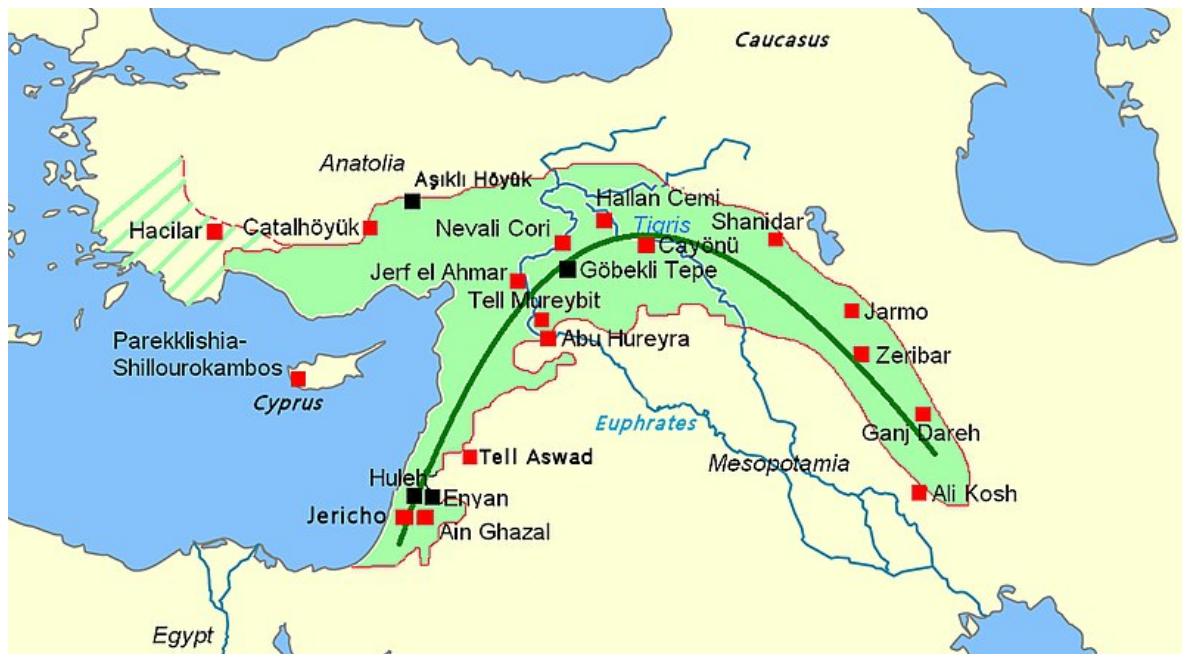 Caucasus
Anatolia
Aşıklı Höyük
Hallan Cemi
Hacilar
Catalhöyük
Nevali Cori
Tigris
Shanidar
Cayönü
Jerf el Ahmar
Göbekli Tepe
Tell Mureybit
Jarmo
Abu Hureyra
Parekklishia-
Shillourokambos
Zeribar
Cyprus
Euphrates
Ganj Dareh
Tell Aswad
Mesopotamia
Huleh
Enyan
Ali Kosh
Jericho
Ain Ghazal
Egypt